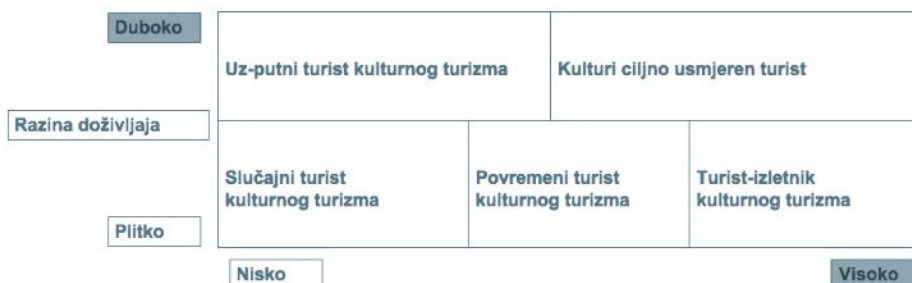 Duboko
Uz-putni turist kulturnog turizma
Kulturi ciljno usmjeren turist
Razina doživljaja
Slučajni turist
kulturnog turizma
Povremeni turist
kulturnog turizma
Turist-izletnik
kulturnog turizma
Plitko
Nisko
Visoko